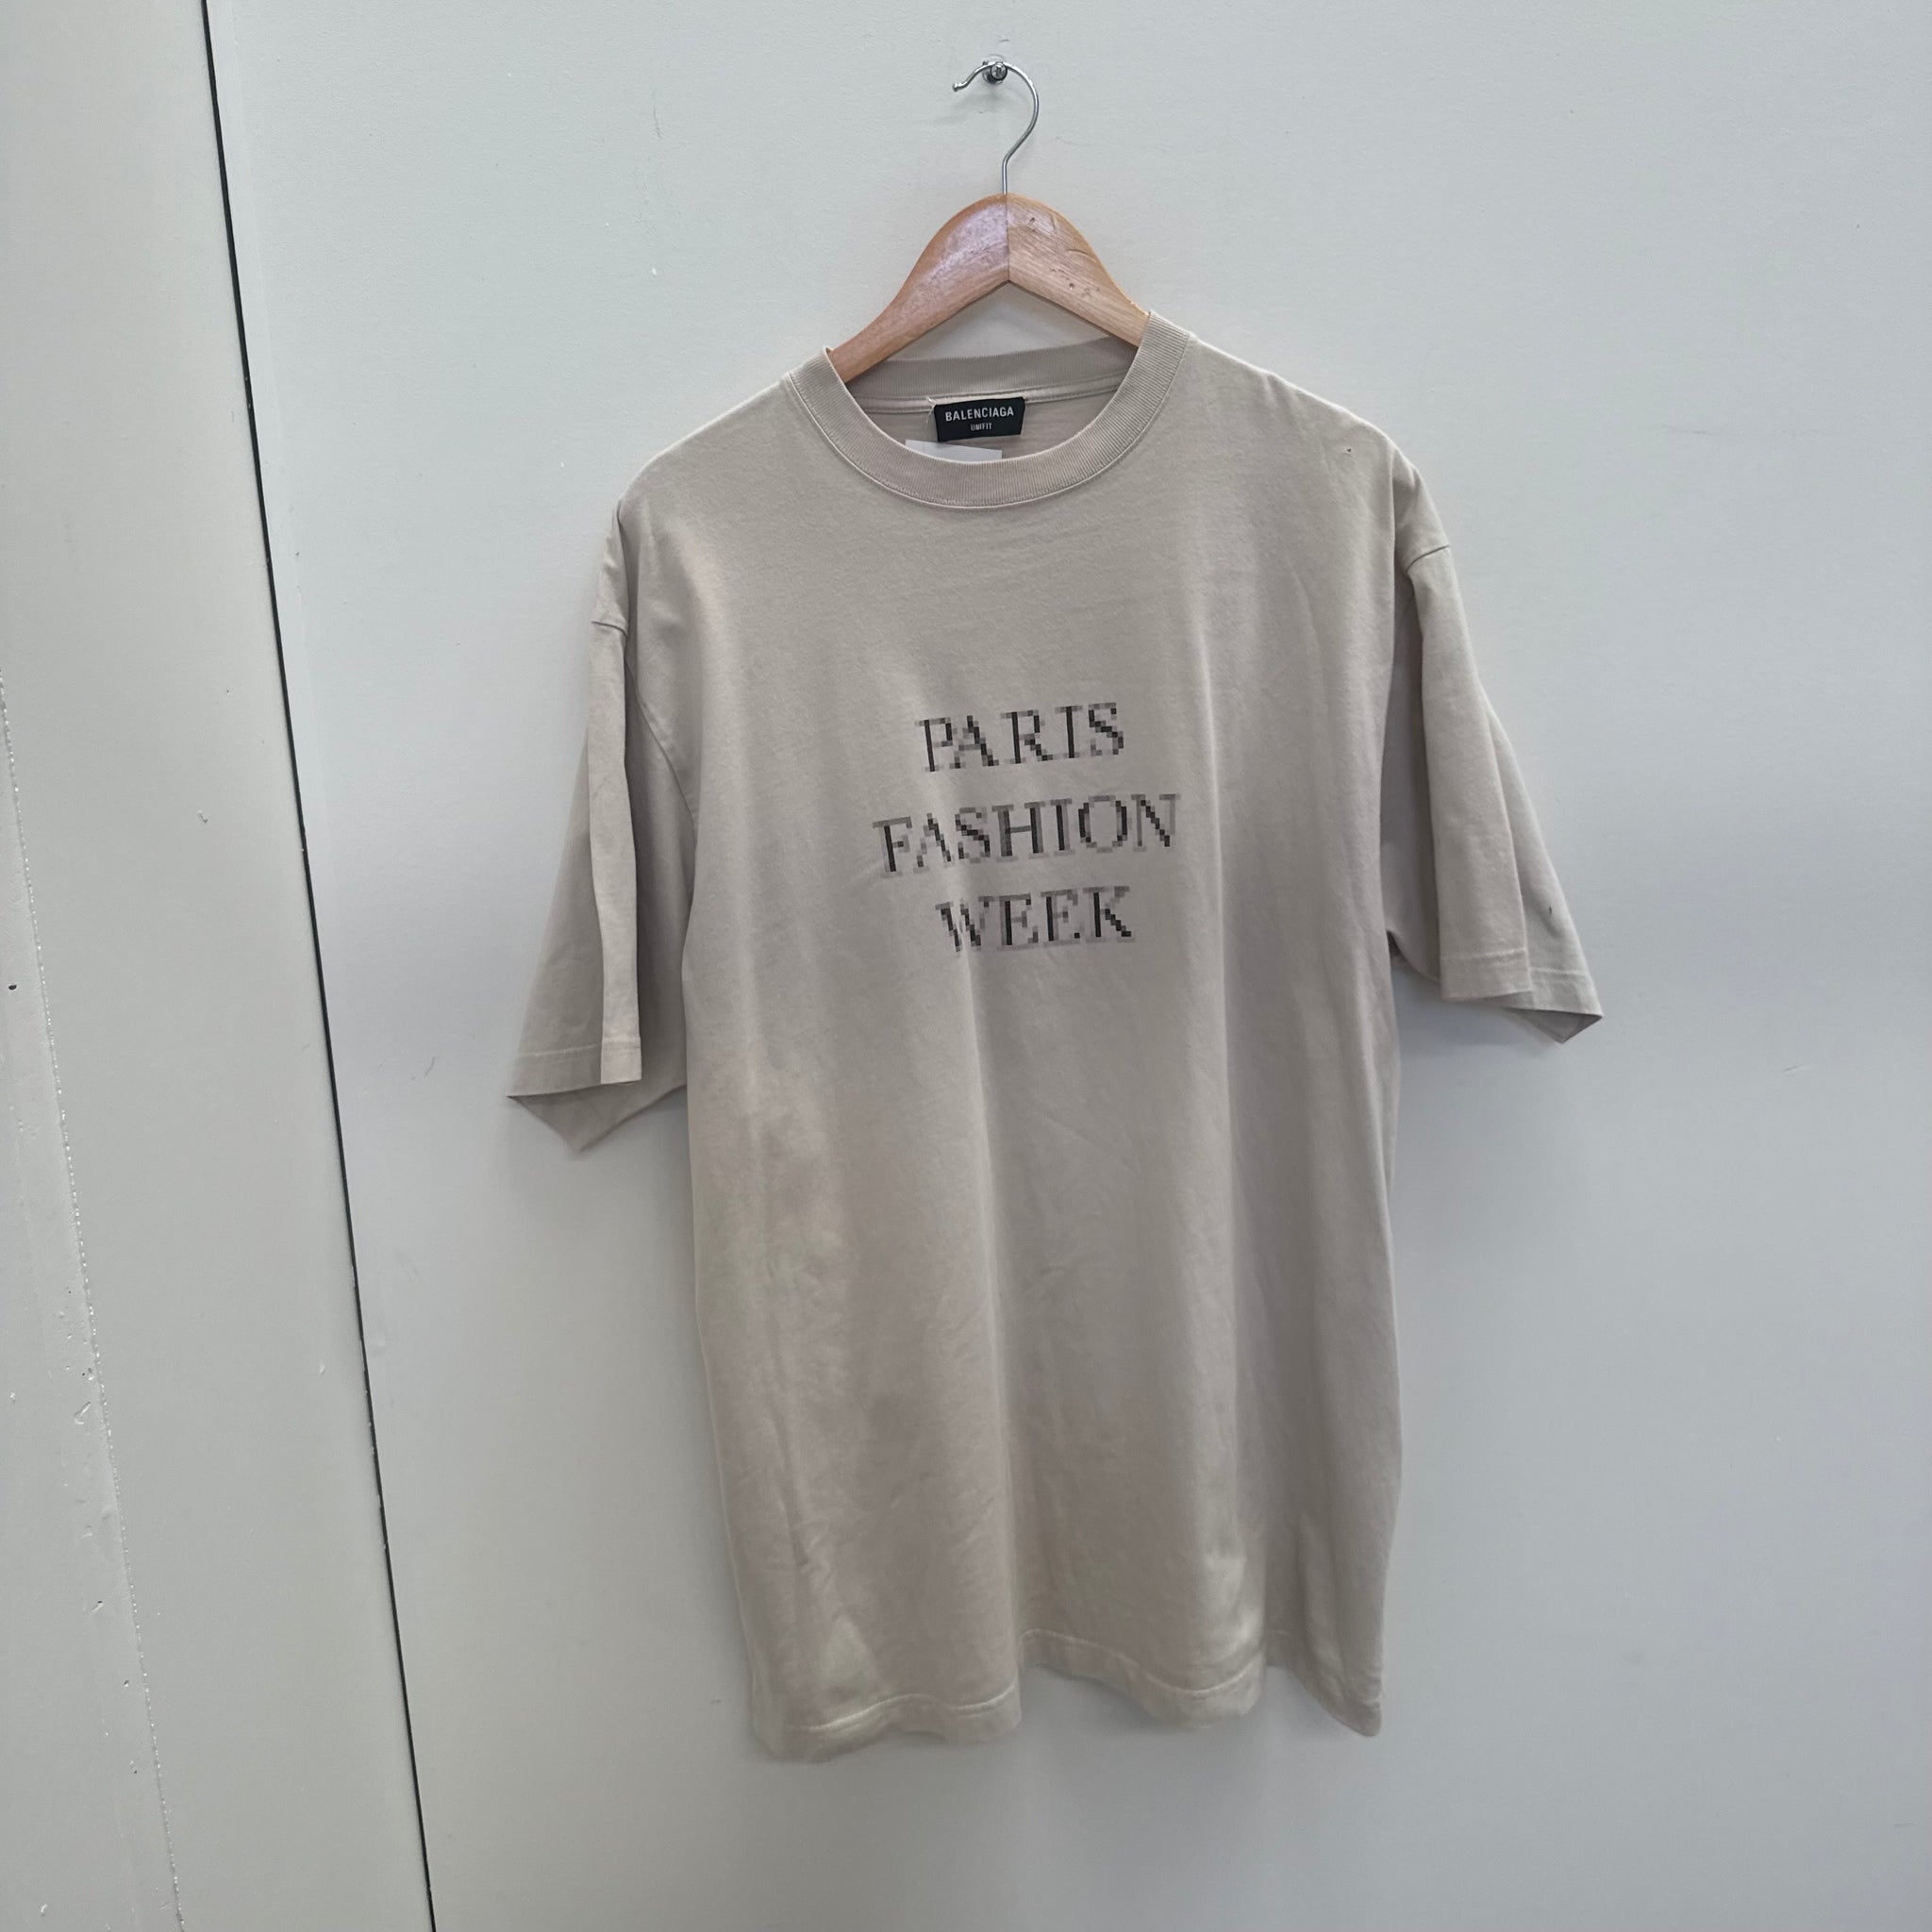 BALENCIAGA
UNIFIT
PARIS
FASHION
WEEK